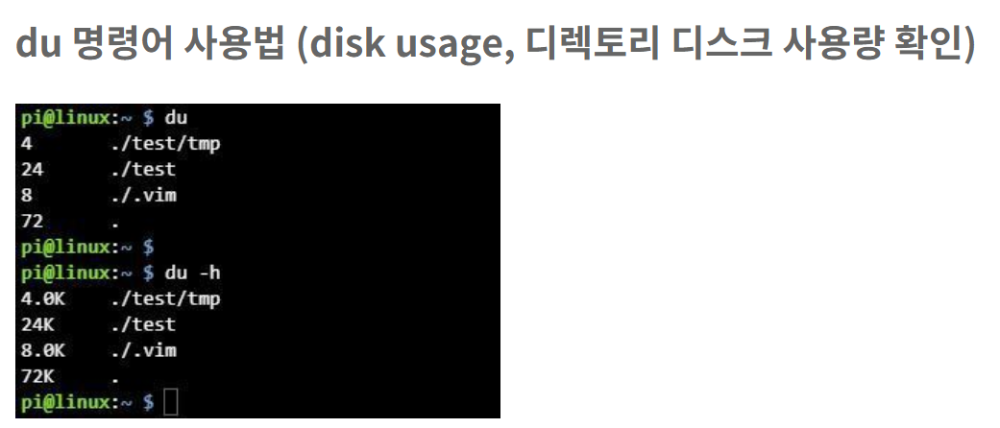 du 명령어 사용법 (disk usage, 디렉토리 디스크 사용량 확인)
pi@linux:~ $ du
4 ./test/tmp
24 ./test
8 ./.vim
72 .
pi@linux:~ $
pi@linux:~ $ du -h
4.0K ./test/tmp
24K ./test
8.0K ./.vim
72K .
pi@linux:~ $